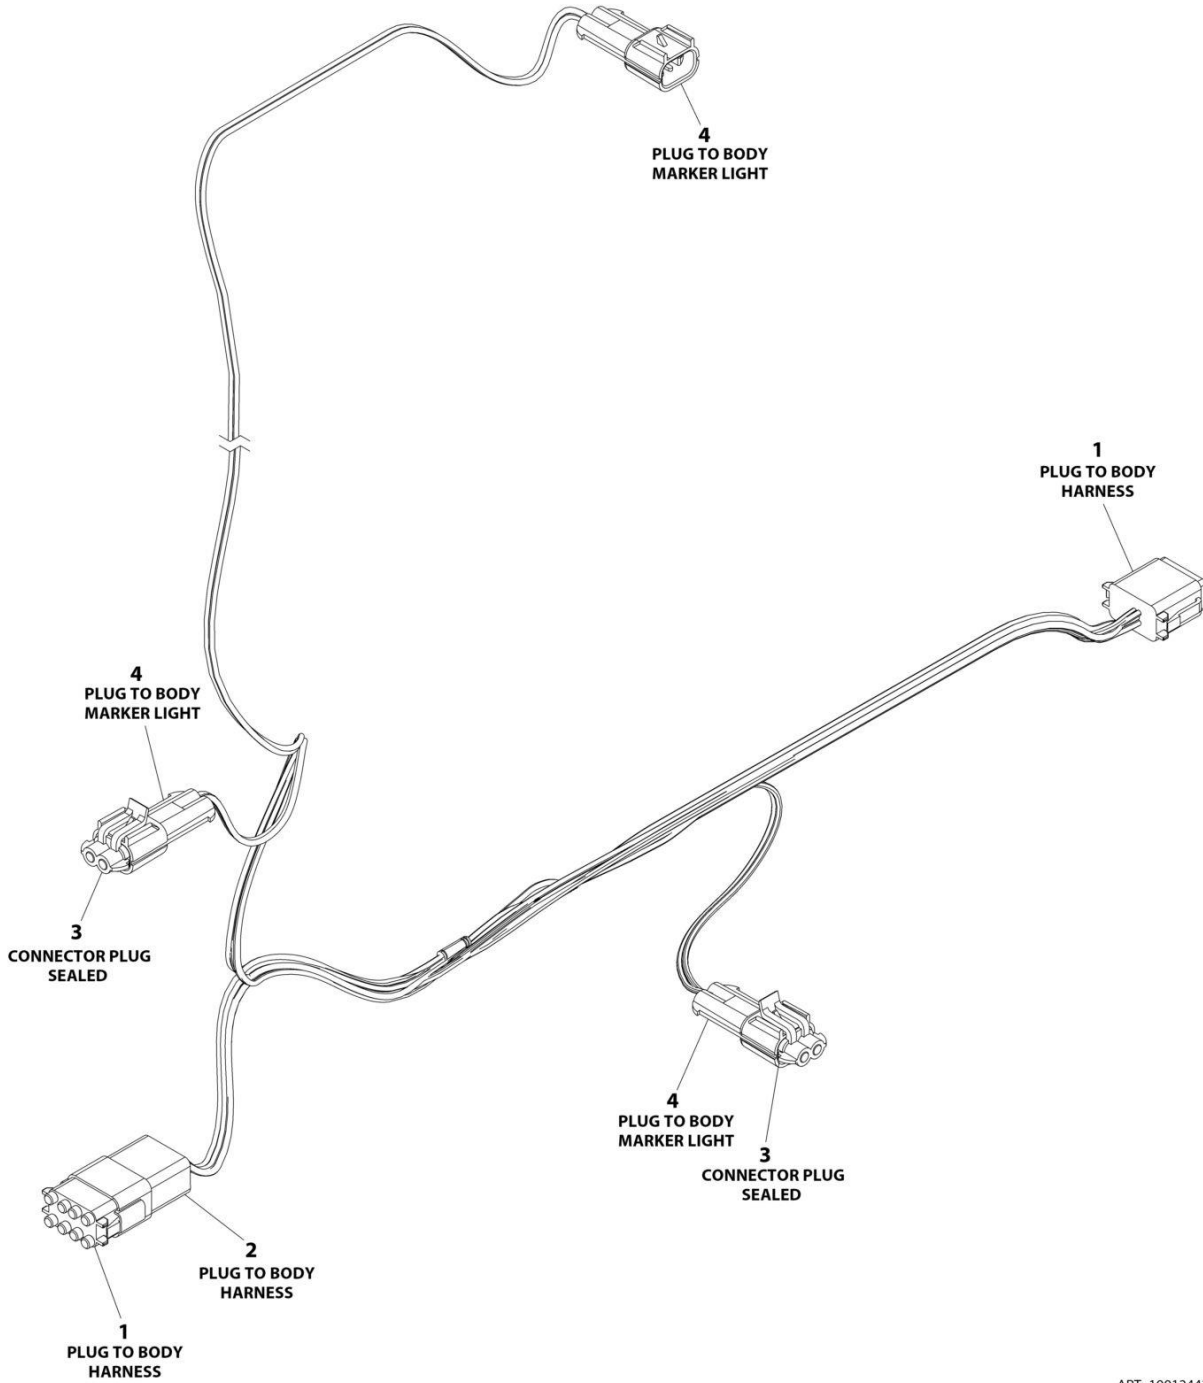 4
PLUG TO BODY
MARKER LIGHT
1
PLUG TO BODY
HARNESS
4
PLUG TO BODY
MARKER LIGHT
3
CONNECTOR PLUG
SEALED
4
PLUG TO BODY
MARKER LIGHT
3
CONNECTOR PLUG
SEALED
2
PLUG TO BODY
HARNESS
1
PLUG TO BODY
HARNESS